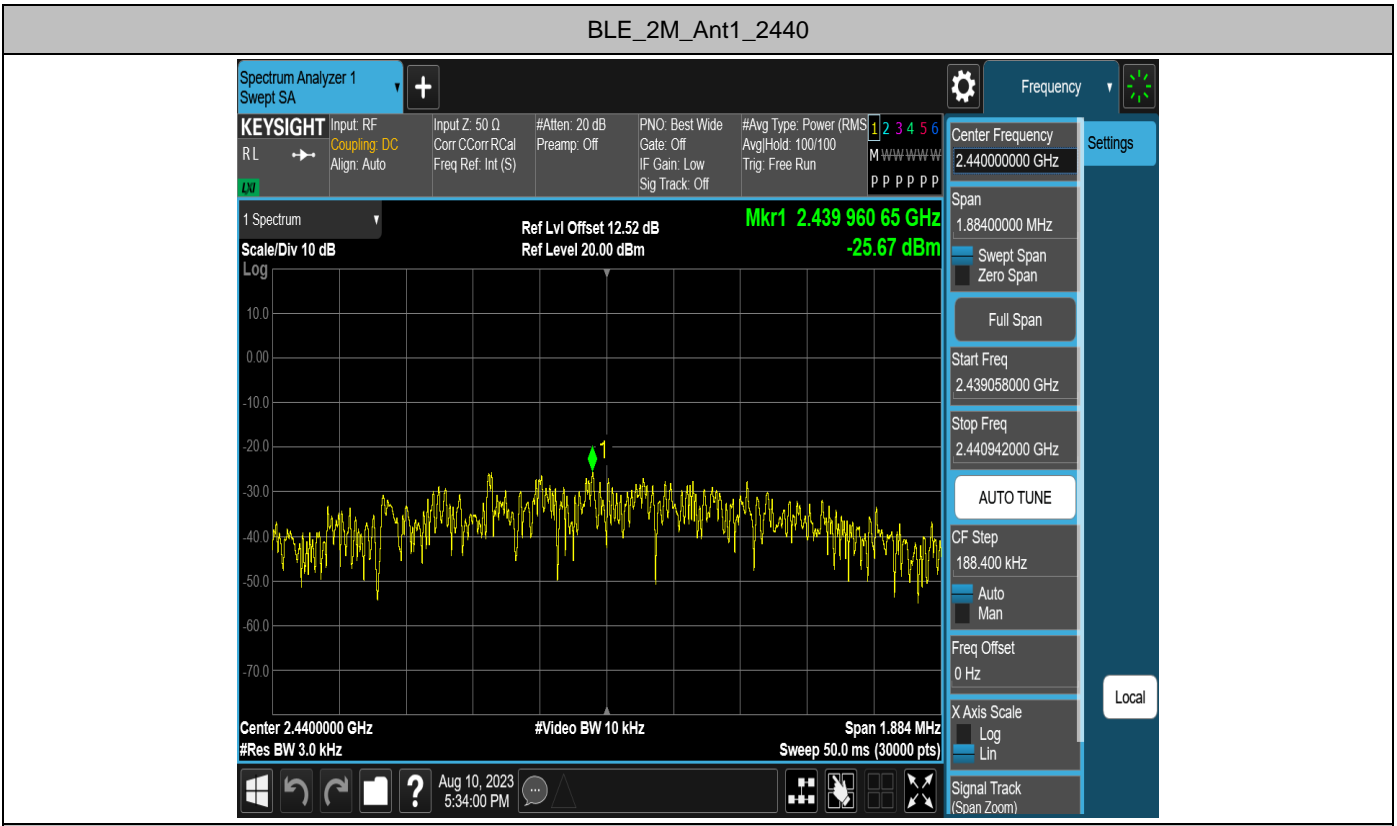 BLE_2M_Ant1_2440
Spectrum Analyzer 1
Swept SA
+
Frequency
KEYSIGHT
RL
LXI
Input: RF
Coupling: DC
Align: Auto
Input Z: 50 Ω
Corr CCorr RCal
Freq Ref: Int (S)
#Atten: 20 dB
Preamp: Off
PNO: Best Wide
Gate: Off
IF Gain: Low
Sig Track: Off
#Avg Type: Power (RMS
Avg|Hold: 100/100
Trig: Free Run
1 2 3 4 5 6
M W W W W W
P P P P P P
1 Spectrum
Scale/Div 10 dB
Log
Ref Lvl Offset 12.52 dB
Ref Level 20.00 dBm
Mkr1 2.439 960 65 GHz
-25.67 dBm
10.0
0.00
-10.0
-20.0
-30.0
-40.0
-50.0
-60.0
-70.0
1
Center 2.4400000 GHz
#Res BW 3.0 kHz
#Video BW 10 kHz
Span 1.884 MHz
Sweep 50.0 ms (30000 pts)
Aug 10, 2023
5:34:00 PM
?
Center Frequency
2.440000000 GHz
Settings
Span
1.88400000 MHz
Swept Span
Zero Span
Full Span
Start Freq
2.439058000 GHz
Stop Freq
2.440942000 GHz
AUTO TUNE
CF Step
188.400 kHz
Auto
Man
Freq Offset
0 Hz
X Axis Scale
Log
Lin
Local
Signal Track
(Span Zoom)